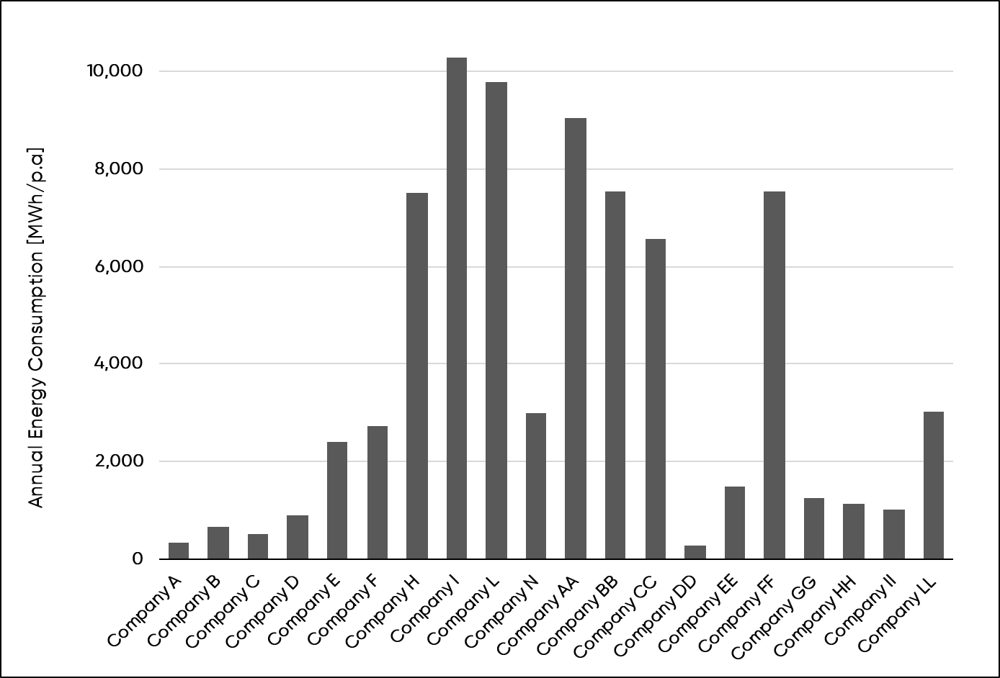 Annual Energy Consumption [MWh/p.a]
10,000
8,000
6,000
4,000
2,000
0
Company A
Company B
Company C
Company D
Company E
Company F
Company H
Company I
Company L
Company N
Company AA
Company BB
Company CC
Company DD
Company EE
Company FF
Company GG
Company HH
Company II
Company LL